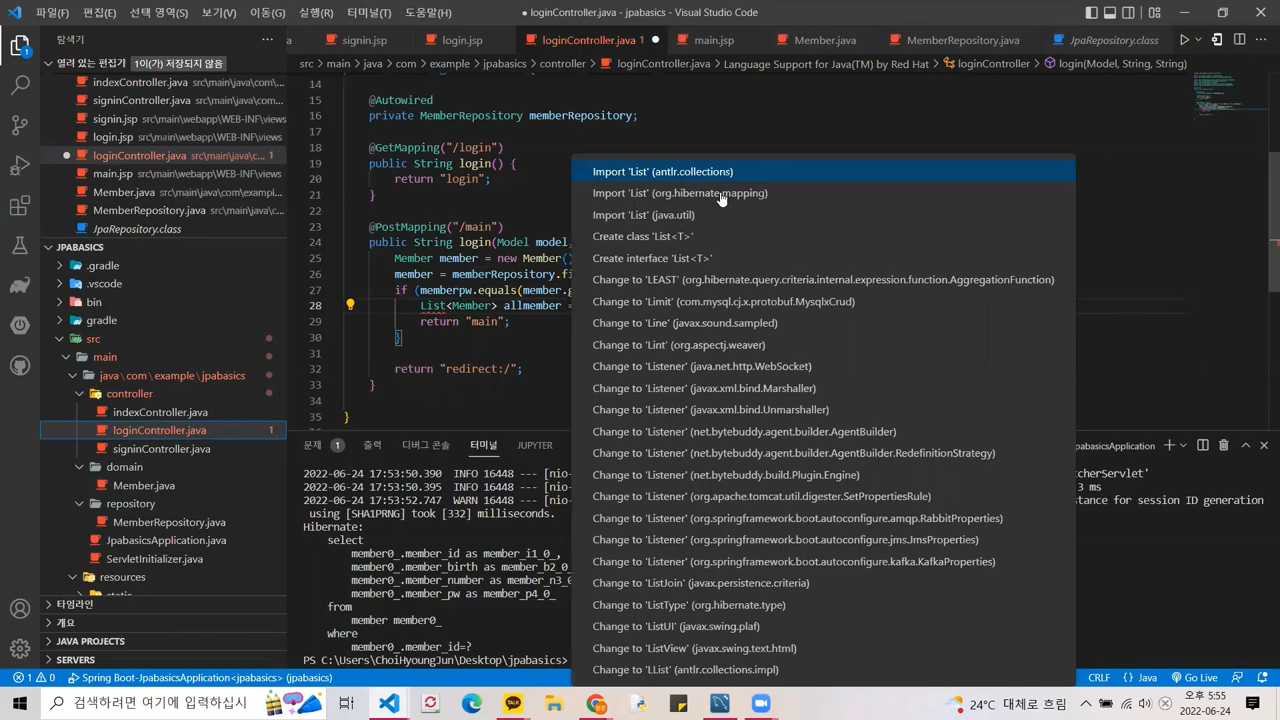 파일(F) 편집(E) 선택 영역(S) 보기(V) 이동(G) 실행(R) 터미널(T) 도움말(H)
● loginController.java - jpabasics - Visual Studio Code
탐색기 ···
signin.jsp login.jsp loginController.java 1 ● main.jsp Member.java MemberRepository.java JpaRepository.class
열려 있는 편집기 1이(가) 저장되지 않음
src > main > java > com > example > jpabasics > controller > loginController.java > Language Support for Java(TM) by Red Hat > loginController > login(Model, String, String)
indexController.java src\main\java\com...
signinController.java src\main\java\com...
signin.jsp src\main\webapp\WEB-INF\views
login.jsp src\main\webapp\WEB-INF\views
● loginController.java src\main\java\c... 1
main.jsp src\main\webapp\WEB-INF\views
Member.java src\main\java\com\exampl...
MemberRepository.java src\main\java\...
JpaRepository.class
JPABASICS
.gradle
.vscode
bin
gradle
src
main
java\com\example\jpabasics
controller
indexController.java
loginController.java 1
signinController.java
domain
Member.java
repository
MemberRepository.java
JpabasicsApplication.java
ServletInitializer.java
resources
static
타임라인
개요
JAVA PROJECTS
SERVERS
14
15 @Autowired
16 private MemberRepository memberRepository;
17
18 @GetMapping("/login")
19 public String login() {
20 return "login";
21 }
22
23 @PostMapping("/main")
24 public String login(Model model,
25 Member member = new Member()
26 member = memberRepository.fi
27 if (memberpw.equals(member.g
28 List<Member> allmember =
29 return "main";
30 }
31
32 return "redirect:/";
33 }
34
35 }
Import 'List' (antlr.collections)
Import 'List' (org.hibernate.mapping)
Import 'List' (java.util)
Create class 'List<T>'
Create interface 'List<T>'
Change to 'LEAST' (org.hibernate.query.criteria.internal.expression.function.AggregationFunction)
Change to 'Limit' (com.mysql.cj.x.protobuf.MysqlxCrud)
Change to 'Line' (javax.sound.sampled)
Change to 'Lint' (org.aspectj.weaver)
Change to 'Listener' (java.net.http.WebSocket)
Change to 'Listener' (javax.xml.bind.Marshaller)
Change to 'Listener' (javax.xml.bind.Unmarshaller)
Change to 'Listener' (net.bytebuddy.agent.builder.AgentBuilder)
Change to 'Listener' (net.bytebuddy.agent.builder.AgentBuilder.RedefinitionStrategy)
Change to 'Listener' (net.bytebuddy.build.Plugin.Engine)
Change to 'Listener' (org.apache.tomcat.util.digester.SetPropertiesRule)
Change to 'Listener' (org.springframework.boot.autoconfigure.amqp.RabbitProperties)
Change to 'Listener' (org.springframework.boot.autoconfigure.jms.JmsProperties)
Change to 'Listener' (org.springframework.boot.autoconfigure.kafka.KafkaProperties)
Change to 'ListJoin' (javax.persistence.criteria)
Change to 'ListType' (org.hibernate.type)
Change to 'ListUI' (javax.swing.plaf)
Change to 'ListView' (javax.swing.text.html)
Change to 'LList' (antlr.collections.impl)
문제 1 출력 디버그 콘솔 터미널 JUPYTER
pabasicsApplication
2022-06-24 17:53:50.390 INFO 16448 --- [nio- cherServlet'
2022-06-24 17:53:50.393 INFO 16448 --- [nio- 3 ms
2022-06-24 17:53:52.747 WARN 16448 --- [nio- stance for session ID generation
using [SHA1PRNG] took [332] milliseconds.
Hibernate:
select
member0_.member_id as member_i1_0_,
member0_.member_birth as member_b2_0_
member0_.member_number as member_n3_0
member0_.member_pw as member_p4_0_
from
member member0_
where
member0_.member_id=?
PS C:\Users\ChoiHyoungJun\Desktop\jpabasics>
1 0 Spring Boot-JpabasicsApplication<jpabasics> (jpabasics)
CRLF {} Java Go Live
검색하려면 여기에 입력하십시
24°C 대체로 흐림
오후 5:55
2022-06-24